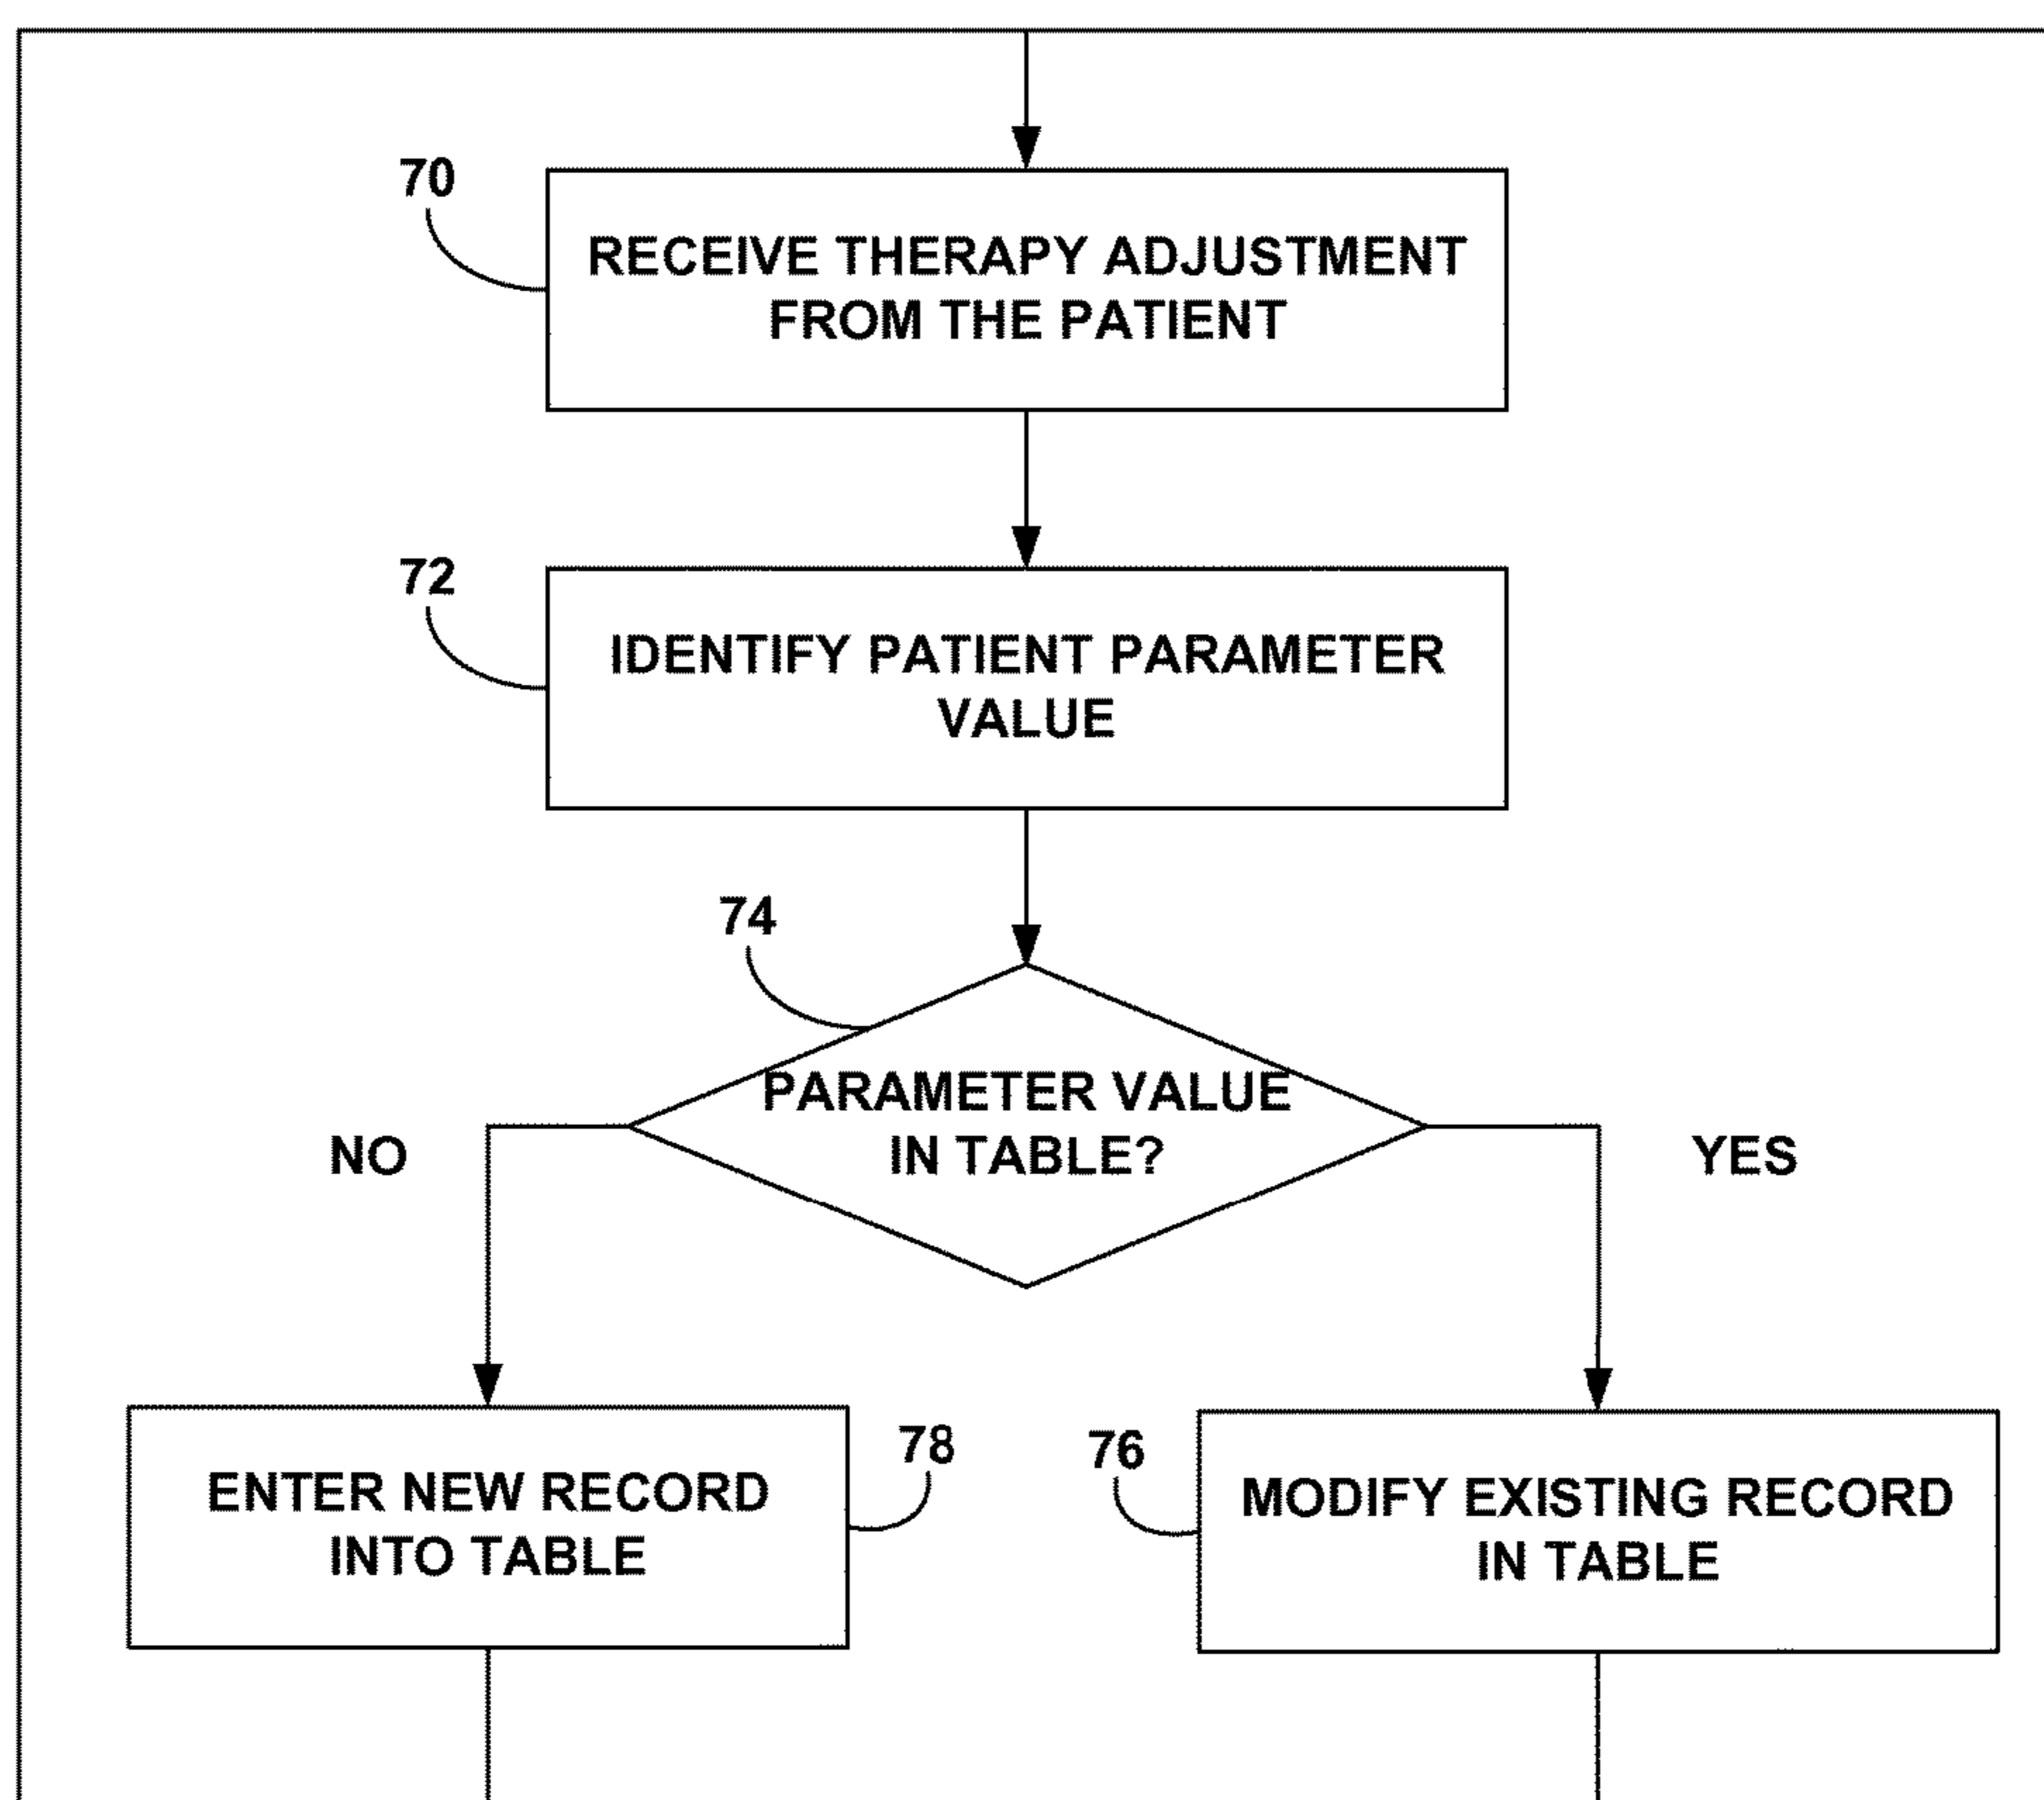 70
RECEIVE THERAPY ADJUSTMENT
FROM THE PATIENT
72
IDENTIFY PATIENT PARAMETER
VALUE
74
PARAMETER VALUE
IN TABLE?
NO
YES
78
ENTER NEW RECORD
INTO TABLE
76
MODIFY EXISTING RECORD
IN TABLE